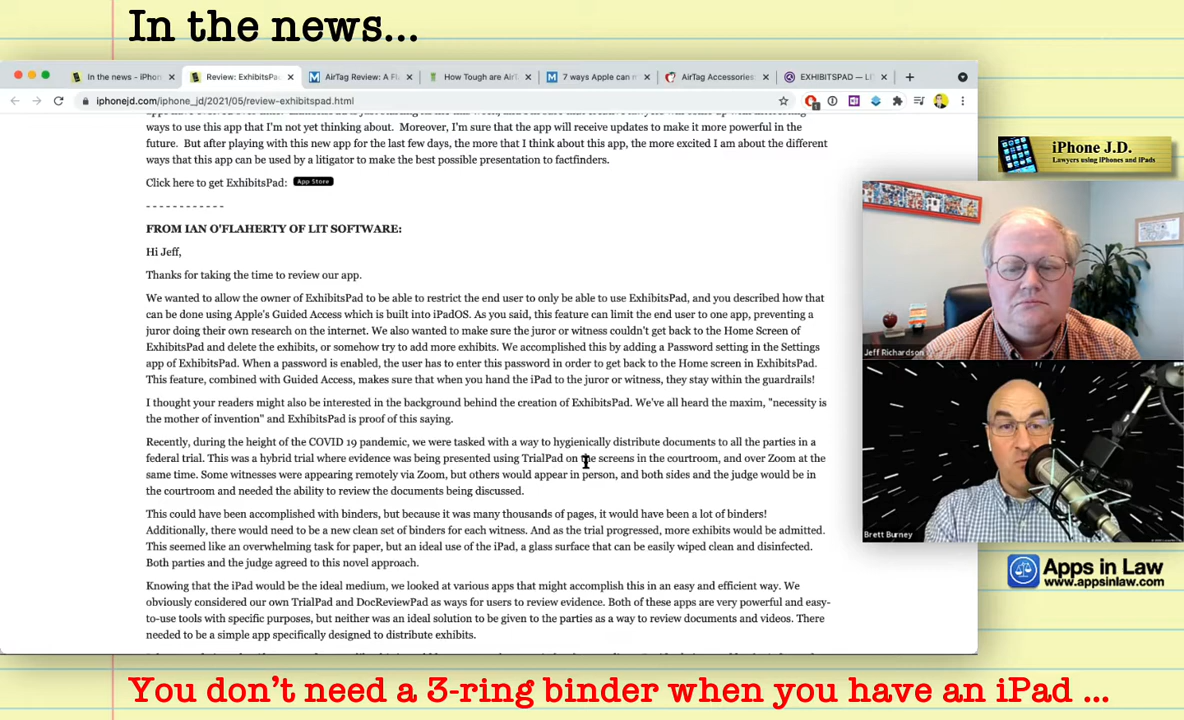 In the news...
In the news - iPhon
Review: ExhibitsPa
AirTag Review: A Fl
How Tough are AirT
7 ways Apple can m
AirTag Accessories
EXHIBITSPAD — LI
iphonejd.com/iphone_jd/2021/05/review-exhibitspad.html
ways to use this app that I'm not yet thinking about. Moreover, I'm sure that the app will receive updates to make it more powerful in the
future. But after playing with this new app for the last few days, the more that I think about this app, the more excited I am about the different
ways that this app can be used by a litigator to make the best possible presentation to factfinders.
Click here to get ExhibitsPad: App Store
- - - - - - - - - - - -
FROM IAN O'FLAHERTY OF LIT SOFTWARE:
Hi Jeff,
Thanks for taking the time to review our app.
We wanted to allow the owner of ExhibitsPad to be able to restrict the end user to only be able to use ExhibitsPad, and you described how that
can be done using Apple's Guided Access which is built into iPadOS. As you said, this feature can limit the end user to one app, preventing a
juror doing their own research on the internet. We also wanted to make sure the juror or witness couldn't get back to the Home Screen of
ExhibitsPad and delete the exhibits, or somehow try to add more exhibits. We accomplished this by adding a Password setting in the Settings
app of ExhibitsPad. When a password is enabled, the user has to enter this password in order to get back to the Home screen in ExhibitsPad.
This feature, combined with Guided Access, makes sure that when you hand the iPad to the juror or witness, they stay within the guardrails!
I thought your readers might also be interested in the background behind the creation of ExhibitsPad. We've all heard the maxim, "necessity is
the mother of invention" and ExhibitsPad is proof of this saying.
Recently, during the height of the COVID 19 pandemic, we were tasked with a way to hygienically distribute documents to all the parties in a
federal trial. This was a hybrid trial where evidence was being presented using TrialPad on the screens in the courtroom, and over Zoom at the
same time. Some witnesses were appearing remotely via Zoom, but others would appear in person, and both sides and the judge would be in
the courtroom and needed the ability to review the documents being discussed.
This could have been accomplished with binders, but because it was many thousands of pages, it would have been a lot of binders!
Additionally, there would need to be a new clean set of binders for each witness. And as the trial progressed, more exhibits would be admitted.
This seemed like an overwhelming task for paper, but an ideal use of the iPad, a glass surface that can be easily wiped clean and disinfected.
Both parties and the judge agreed to this novel approach.
Knowing that the iPad would be the ideal medium, we looked at various apps that might accomplish this in an easy and efficient way. We
obviously considered our own TrialPad and DocReviewPad as ways for users to review evidence. Both of these apps are very powerful and easy-
to-use tools with specific purposes, but neither was an ideal solution to be given to the parties as a way to review documents and videos. There
needed to be a simple app specifically designed to distribute exhibits.
iPhone J.D.
Lawyers using iPhones and iPads
Jeff Richardson
Brett Burney
Apps in Law
www.appsinlaw.com
You don't need a 3-ring binder when you have an iPad ...